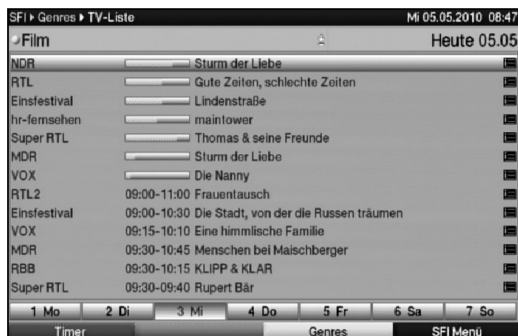 SFI ▸ Genres ▸ TV-Liste Mi 05.05.2010 08:47
Film Heute 05.05
NDR Sturm der Liebe
RTL Gute Zeiten, schlechte Zeiten
Einsfestival Lindenstraße
hr-fernsehen maintower
Super RTL Thomas & seine Freunde
MDR Sturm der Liebe
VOX Die Nanny
RTL2 09:00-11:00 Frauentausch
Einsfestival 09:00-10:30 Die Stadt, von der die Russen träumen
VOX 09:15-10:10 Eine himmlische Familie
MDR 09:30-10:45 Menschen bei Maischberger
RBB 09:30-10:15 KLIPP & KLAR
Super RTL 09:30-09:40 Rupert Bär
1 Mo 2 Di 3 Mi 4 Do 5 Fr 6 Sa 7 So
Timer Genres SFI Menü